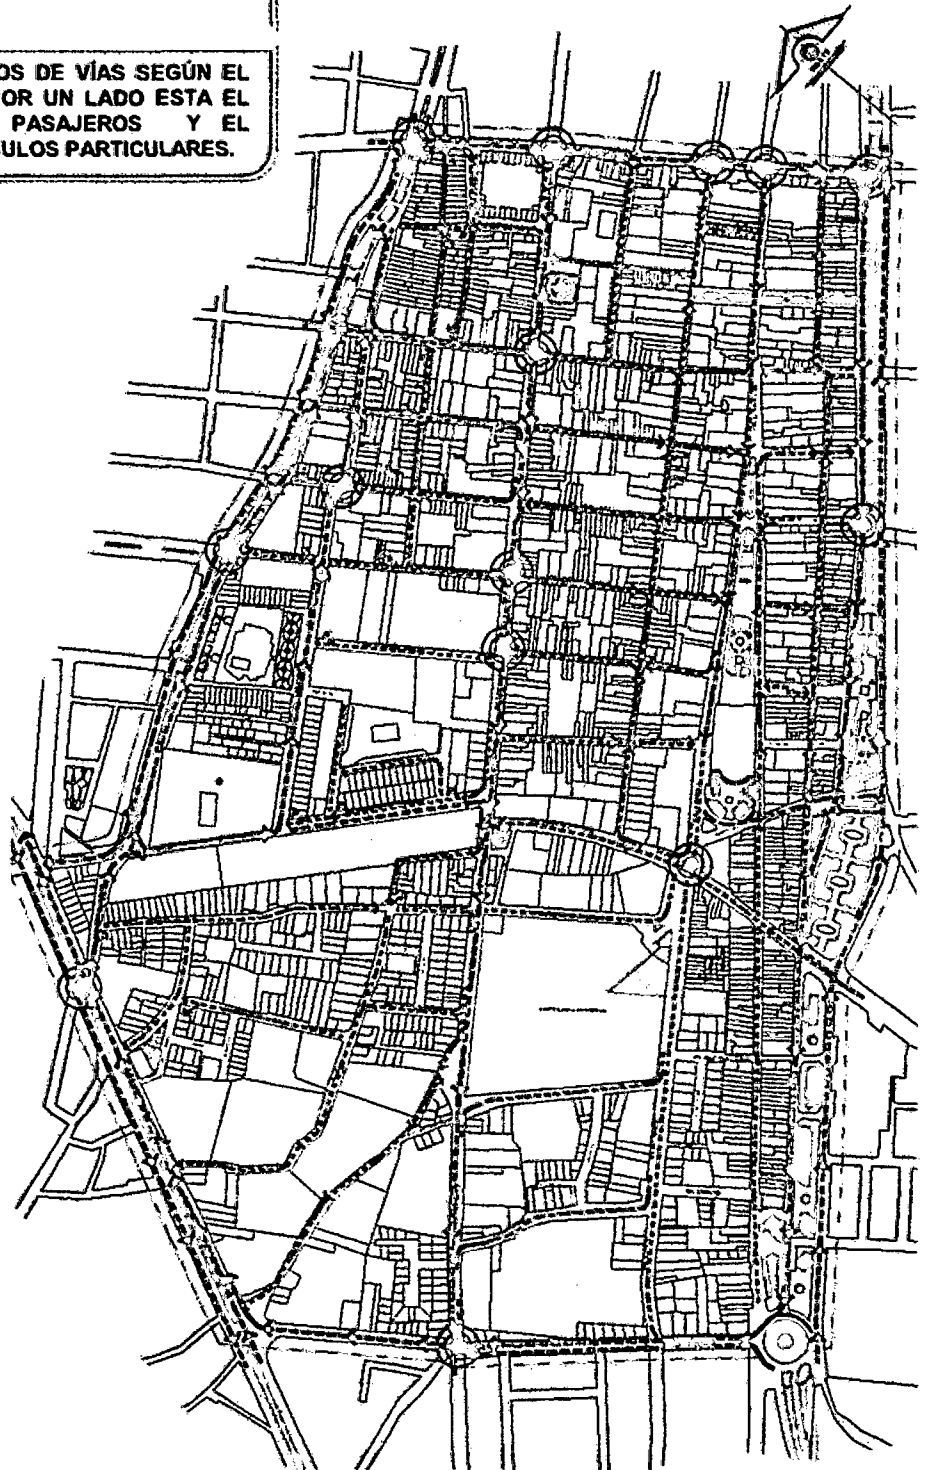 OS DE VÍAS SEGÚN EL
OR UN LADO ESTA EL
PASAJEROS Y EL
ULOS PARTICULARES.